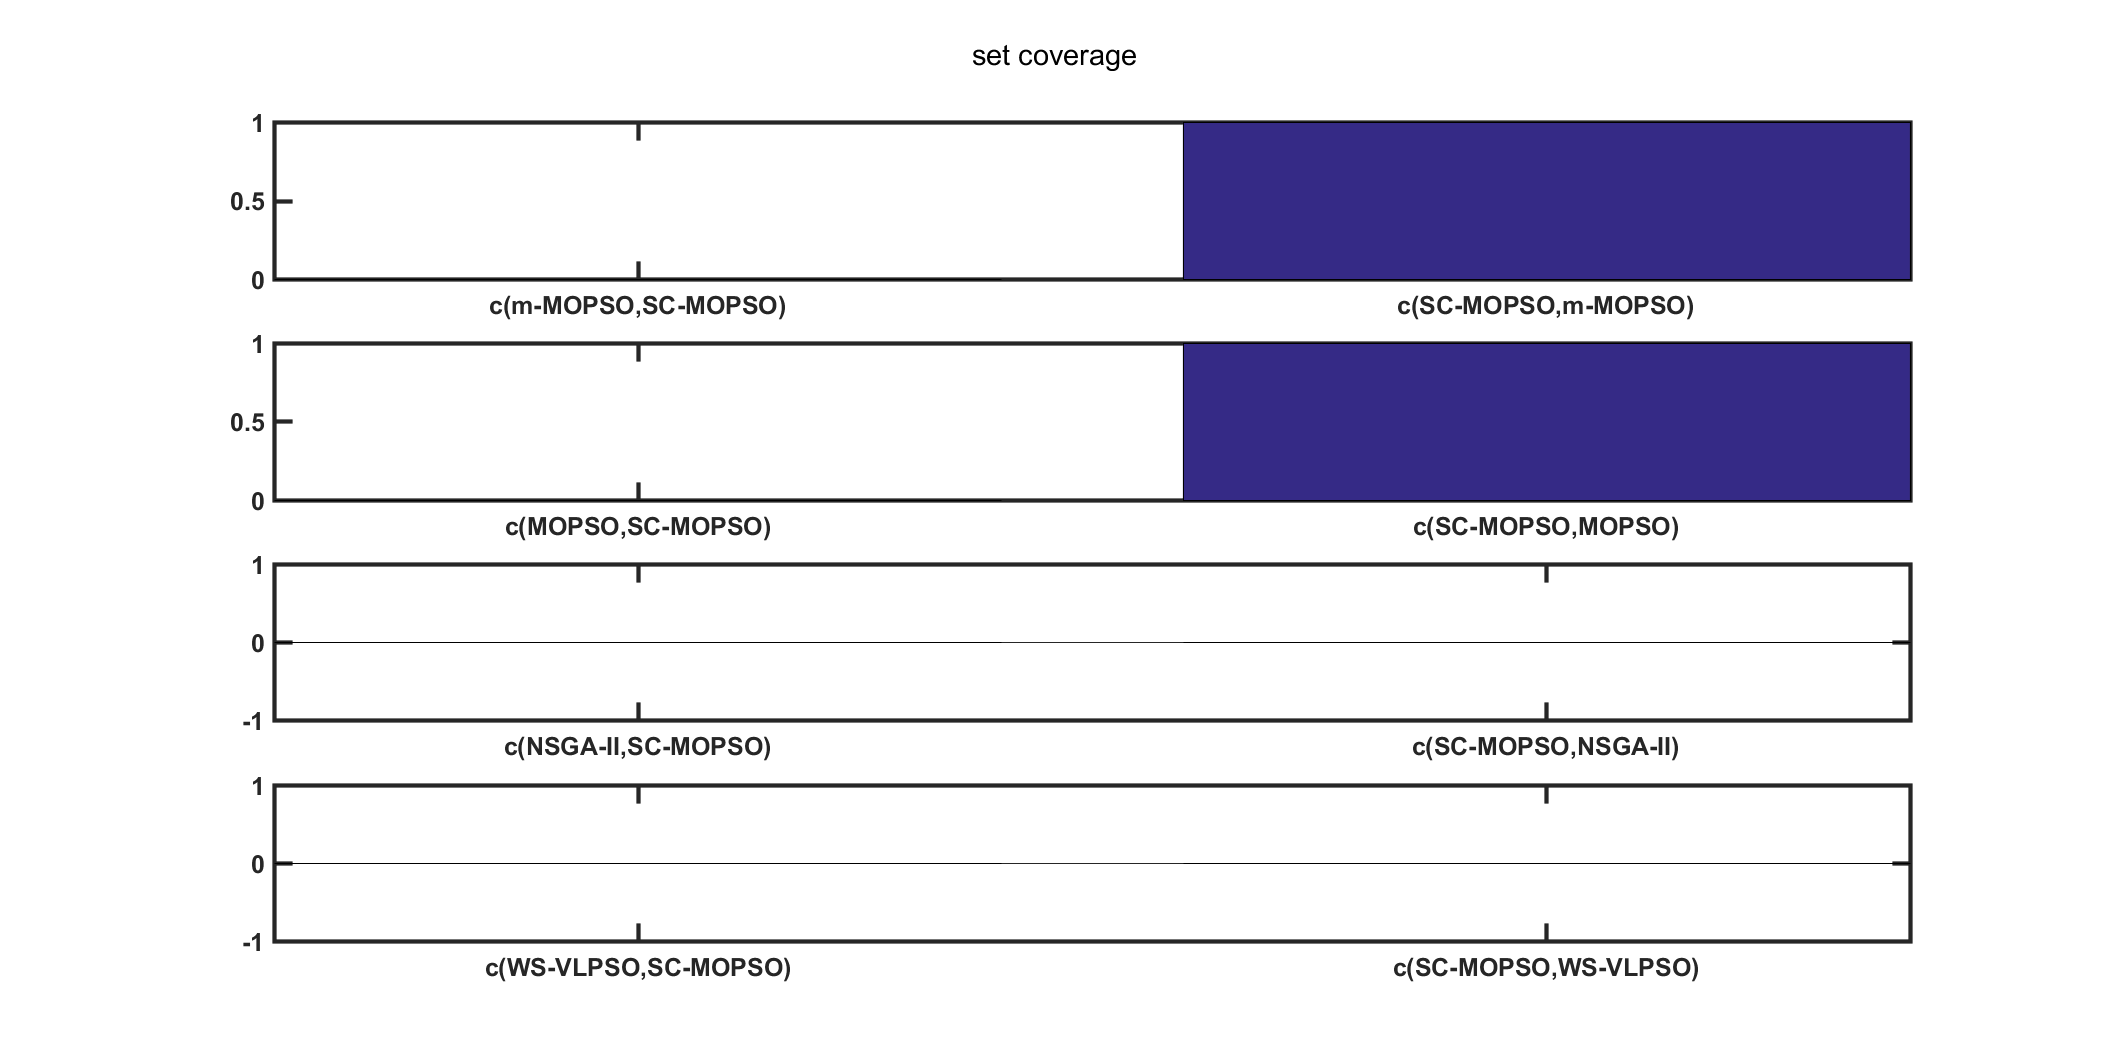 set coverage
1
0.5
0
c(m-MOPSO,SC-MOPSO) c(SC-MOPSO,m-MOPSO)
1
0.5
0
c(MOPSO,SC-MOPSO) c(SC-MOPSO,MOPSO)
1
0
-1
c(NSGA-II,SC-MOPSO) c(SC-MOPSO,NSGA-II)
1
0
-1
c(WS-VLPSO,SC-MOPSO) c(SC-MOPSO,WS-VLPSO)